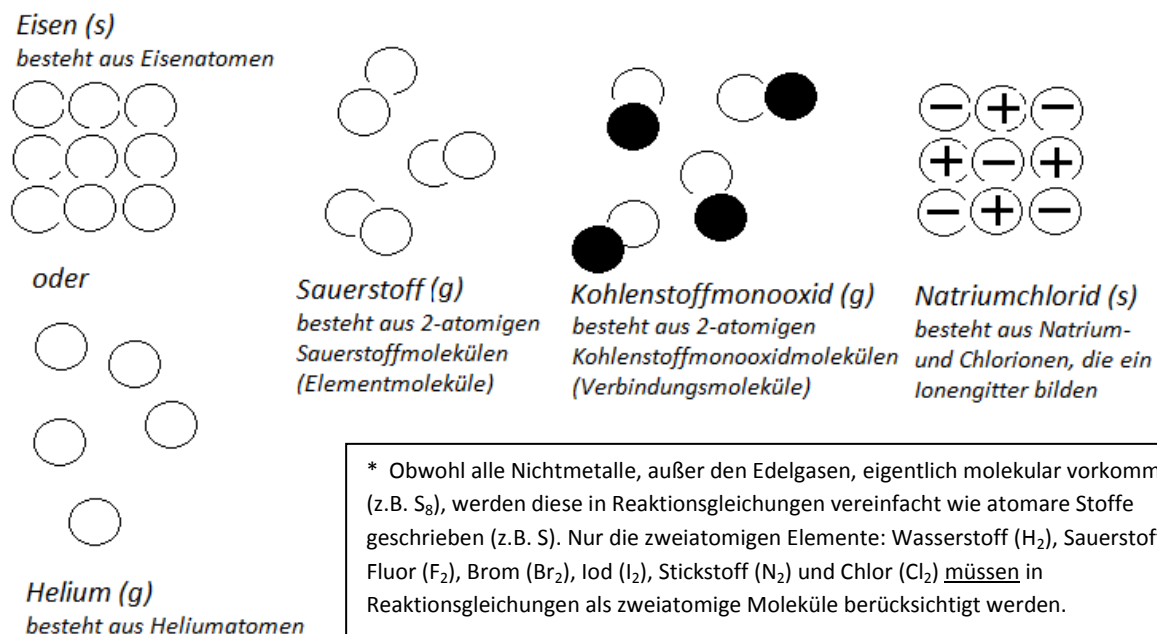 Eisen (s)
besteht aus Eisenatomen
oder
Helium (g)
besteht aus Heliumatomen
Sauerstoff (g)
besteht aus 2-atomigen
Sauerstoffmolekülen
(Elementmoleküle)
Kohlenstoffmonooxid (g)
besteht aus 2-atomigen
Kohlenstoffmonooxidmolekülen
(Verbindungsmoleküle)
− + −
+ − +
− + −
Natriumchlorid (s)
besteht aus Natrium-
und Chlorionen, die ein
Ionengitter bilden
* Obwohl alle Nichtmetalle, außer den Edelgasen, eigentlich molekular vorkomm
(z.B. S₈), werden diese in Reaktionsgleichungen vereinfacht wie atomare Stoffe
geschrieben (z.B. S). Nur die zweiatomigen Elemente: Wasserstoff (H₂), Sauerstof
Fluor (F₂), Brom (Br₂), Iod (I₂), Stickstoff (N₂) und Chlor (Cl₂) müssen in
Reaktionsgleichungen als zweiatomige Moleküle berücksichtigt werden.